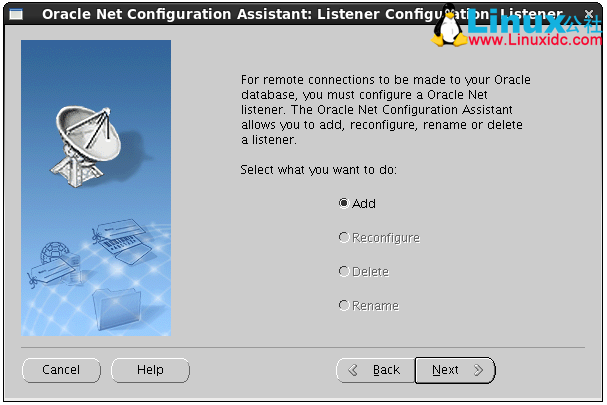 Oracle Net Configuration Assistant: Listener Configuration, Listener
Linux公社
www.Linuxidc.com
For remote connections to be made to your Oracle
database, you must configure a Oracle Net
listener. The Oracle Net Configuration Assistant
allows you to add, reconfigure, rename or delete
a listener.
Select what you want to do:
Add
Reconfigure
Delete
Rename
Cancel
Help
Back
Next